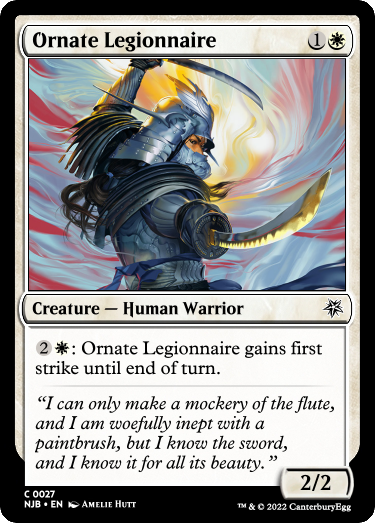 Ornate Legionnaire 1
Creature — Human Warrior
2 : Ornate Legionnaire gains first
strike until end of turn.
“I can only make a mockery of the flute,
and I am woefully inept with a
paintbrush, but I know the sword,
and I know it for all its beauty.”
2/2
C 0027
NJB • EN Amelie Hutt
™ & © 2022 CanterburyEgg